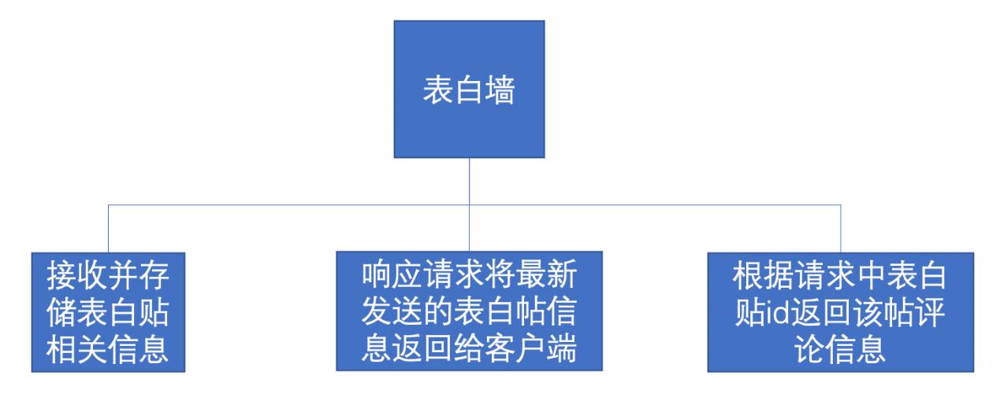 表白墙
接收并存
储表白贴
相关信息
响应请求将最新
发送的表白帖信
息返回给客户端
根据请求中表白
贴id返回该帖评
论信息